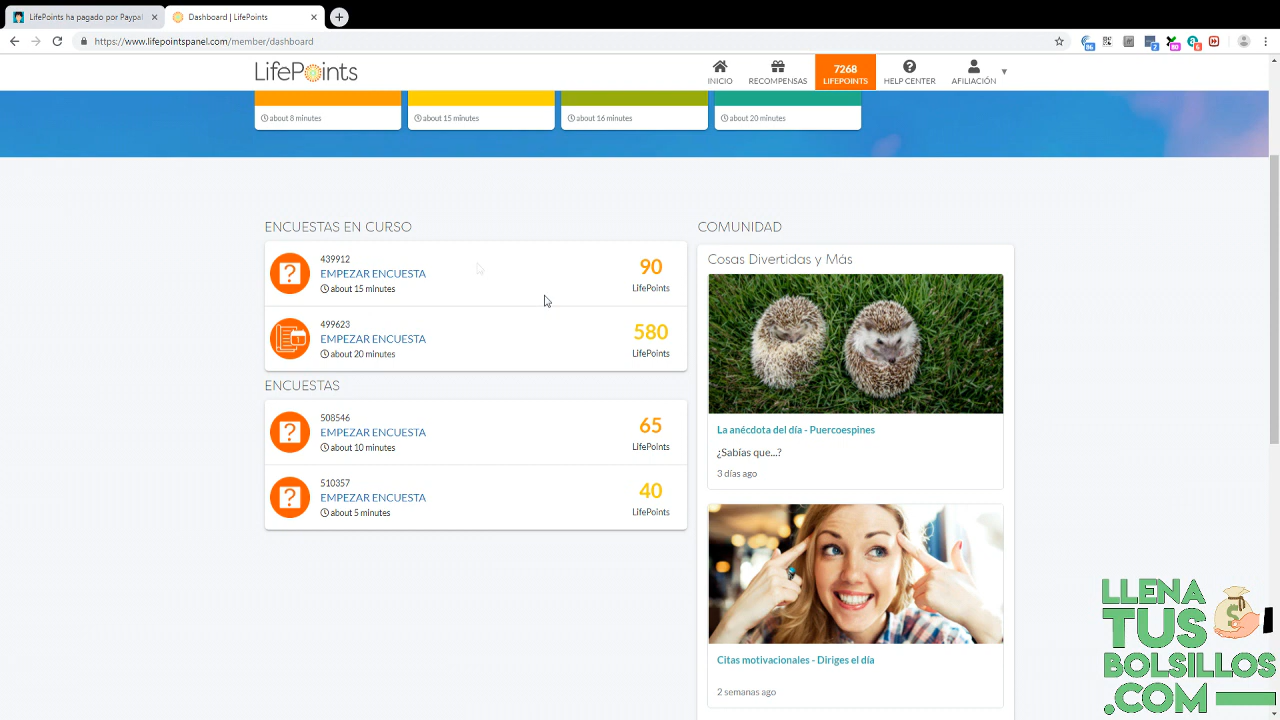 LifePoints ha pagado por Paypal
Dashboard | LifePoints
https://www.lifepointspanel.com/member/dashboard
LifePoints
INICIO
RECOMPENSAS
7268
LIFEPOINTS
HELP CENTER
AFILIACIÓN
about 8 minutes
about 15 minutes
about 16 minutes
about 20 minutes
ENCUESTAS EN CURSO
439912
EMPEZAR ENCUESTA
about 15 minutes
90
LifePoints
499623
EMPEZAR ENCUESTA
about 20 minutes
580
LifePoints
ENCUESTAS
508546
EMPEZAR ENCUESTA
about 10 minutes
65
LifePoints
510357
EMPEZAR ENCUESTA
about 5 minutes
40
LifePoints
COMUNIDAD
Cosas Divertidas y Más
La anécdota del día - Puercoespines
¿Sabías que...?
3 días ago
Citas motivacionales - Diriges el día
2 semanas ago
LLENA
TUS
BOLSILLOS
.COM